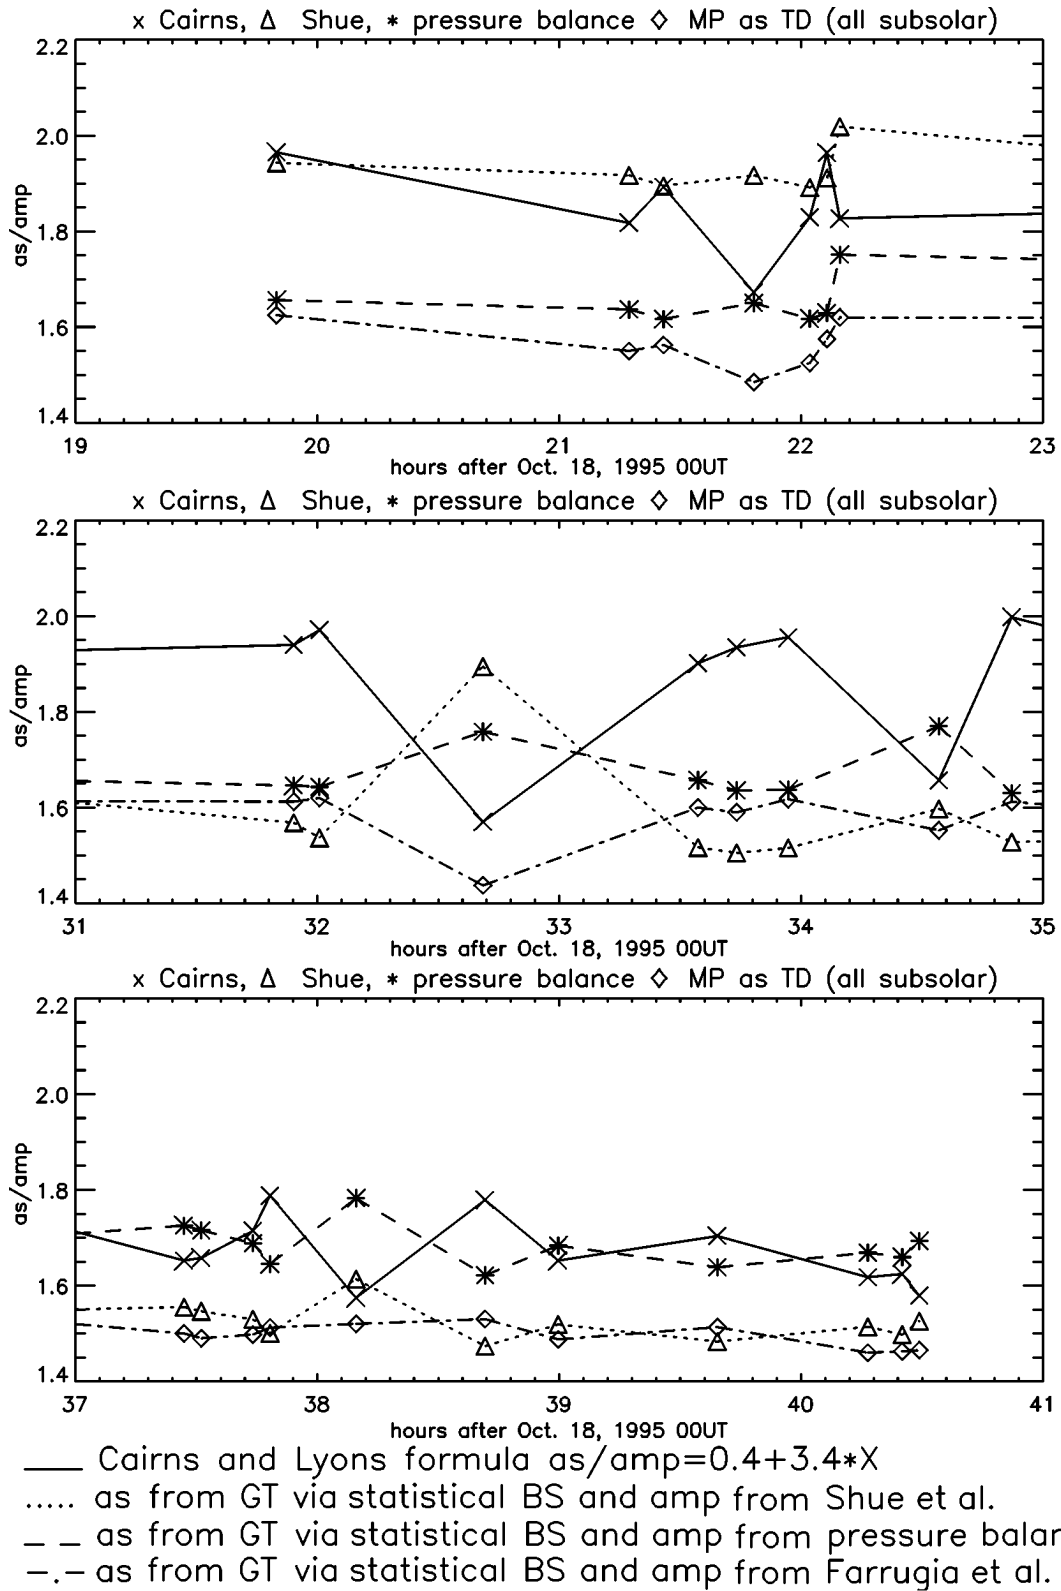 × Cairns, Δ Shue, * pressure balance ◇ MP as TD (all subsolar)
2.2
2.0
1.8
1.6
1.4
as/amp
19 20 21 22 23
hours after Oct. 18, 1995 00UT
× Cairns, Δ Shue, * pressure balance ◇ MP as TD (all subsolar)
2.2
2.0
1.8
1.6
1.4
as/amp
31 32 33 34 35
hours after Oct. 18, 1995 00UT
× Cairns, Δ Shue, * pressure balance ◇ MP as TD (all subsolar)
2.2
2.0
1.8
1.6
1.4
as/amp
37 38 39 40 41
hours after Oct. 18, 1995 00UT
Cairns and Lyons formula as/amp=0.4+3.4*X
..... as from GT via statistical BS and amp from Shue et al.
_ _ as from GT via statistical BS and amp from pressure balar
–.– as from GT via statistical BS and amp from Farrugia et al.